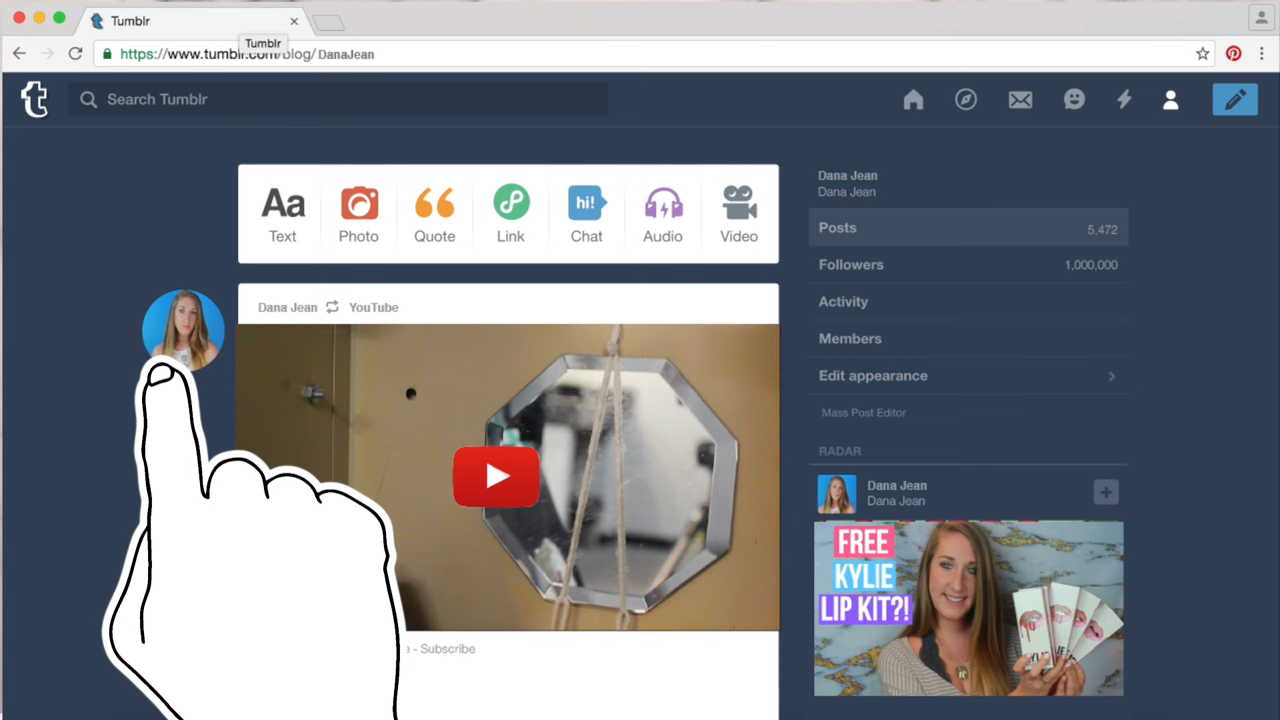 Tumblr
Tumblr
https://www.tumblr.com/blog/DanaJean
Search Tumblr
Aa
hi!
Text
Photo
Quote
Link
Chat
Audio
Video
Dana Jean
YouTube
- Subscribe
Dana Jean
Dana Jean
Posts
5,472
Followers
1,000,000
Activity
Members
Edit appearance
Mass Post Editor
RADAR
Dana Jean
Dana Jean
FREE
KYLIE
LIP KIT?!